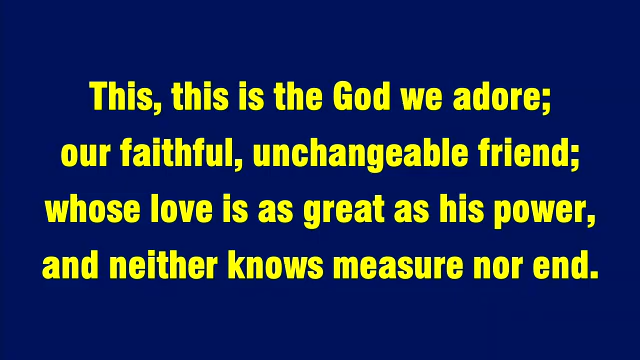 This, this is the God we adore;
our faithful, unchangeable friend;
whose love is as great as his power,
and neither knows measure nor end.